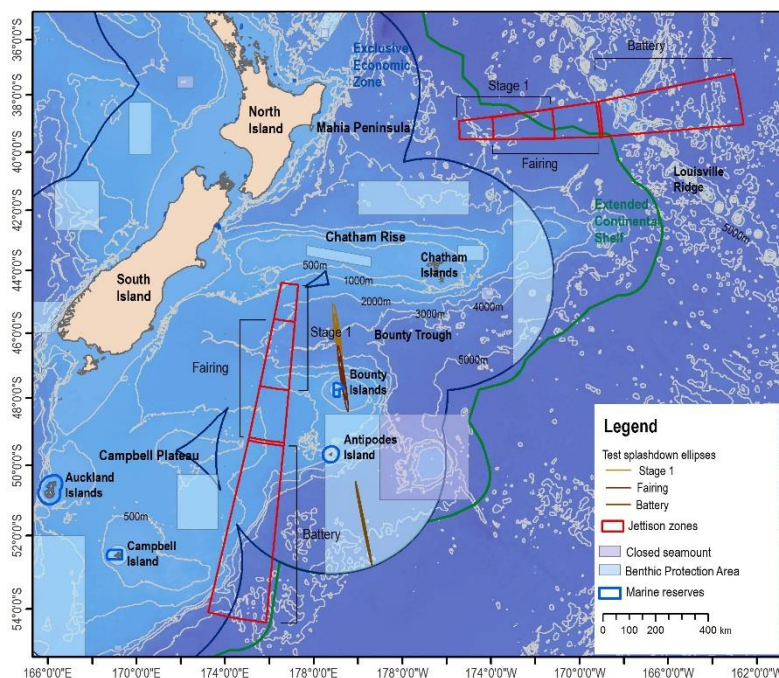 36°0'0"S
38°0'0"S
40°0'0"S
42°0'0"S
44°0'0"S
46°0'0"S
48°0'0"S
50°0'0"S
52°0'0"S
54°0'0"S
Exclusive
Economic
Zone
Battery
Stage 1
North
Island
Mahia Peninsula
Fairing
Louisville
Ridge
5000m
Extended
Continental
Shelf
Chatham Rise
Chatham
Islands
South
Island
500m
1000m
2000m
3000m
4000m
5000m
Stage 1
Bounty Trough
Fairing
Bounty
Islands
Antipodes
Island
Campbell Plateau
Auckland
Islands
500m
Campbell
Island
Battery
Legend
Test splashdown ellipses
Stage 1
Fairing
Battery
Jettison zones
Closed seamount
Benthic Protection Area
Marine reserves
0 100 200 400
km
166°0'0"E 170°0'0"E 174°0'0"E 178°0'0"E 178°0'0"W 174°0'0"W 170°0'0"W 166°0'0"W 162°0'0"W